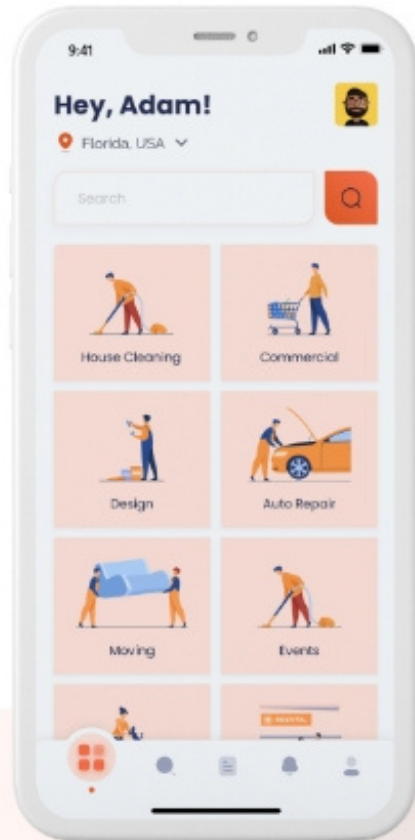 9:41
Hey, Adam!
Florida, USA
Search
House Cleaning
Commercial
Design
Auto Repair
Moving
Events